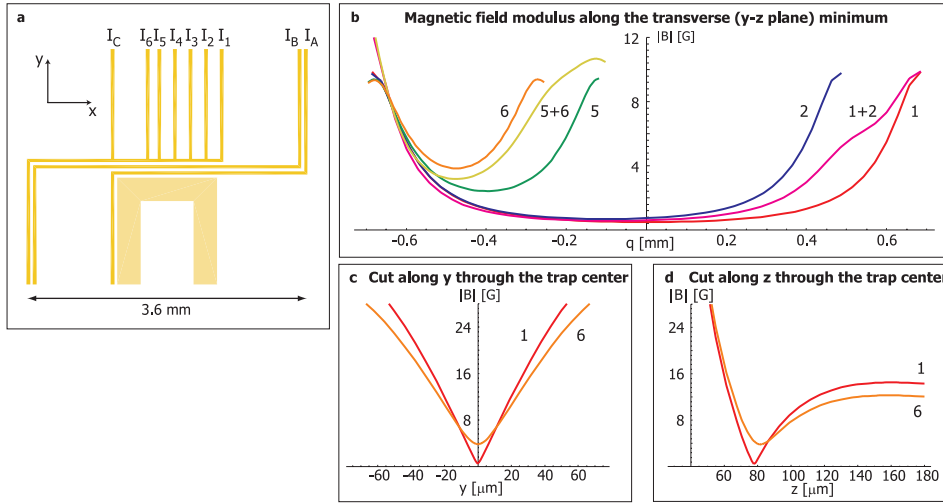 a
I_C I_6 I_5 I_4 I_3 I_2 I_1 I_B I_A
y
x
3.6 mm
b Magnetic field modulus along the transverse (y-z plane) minimum
|B| [G]
12
8
4
6 5+6 5 2 1+2 1
-0.6 -0.4 -0.2 0.2 0.4 0.6
q [mm]
c Cut along y through the trap center
|B| [G]
24
16
8
1
6
-60 -40 -20 0 20 40 60
y [μm]
d Cut along z through the trap center
|B| [G]
24
16
8
1
6
40 60 80 100 120 140 160 180
z [μm]